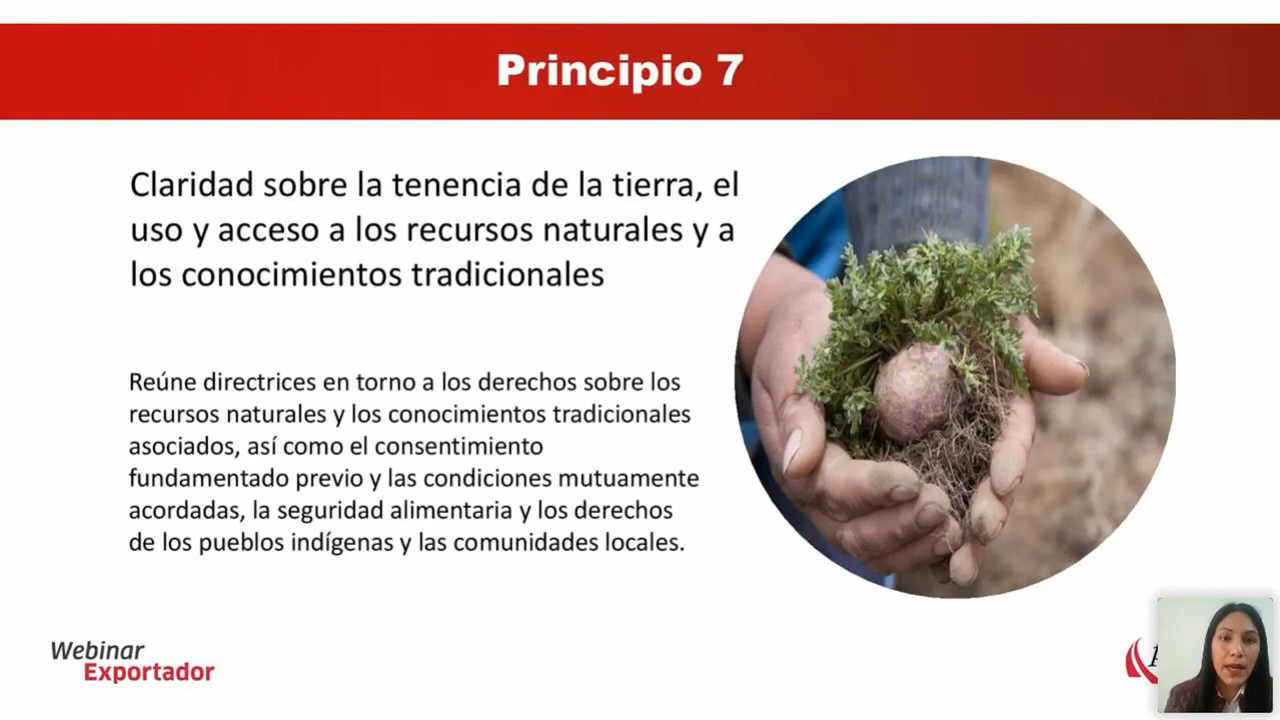 Principio 7
Claridad sobre la tenencia de la tierra, el
uso y acceso a los recursos naturales y a
los conocimientos tradicionales
Reúne directrices en torno a los derechos sobre los
recursos naturales y los conocimientos tradicionales
asociados, así como el consentimiento
fundamentado previo y las condiciones mutuamente
acordadas, la seguridad alimentaria y los derechos
de los pueblos indígenas y las comunidades locales.
Webinar
Exportador